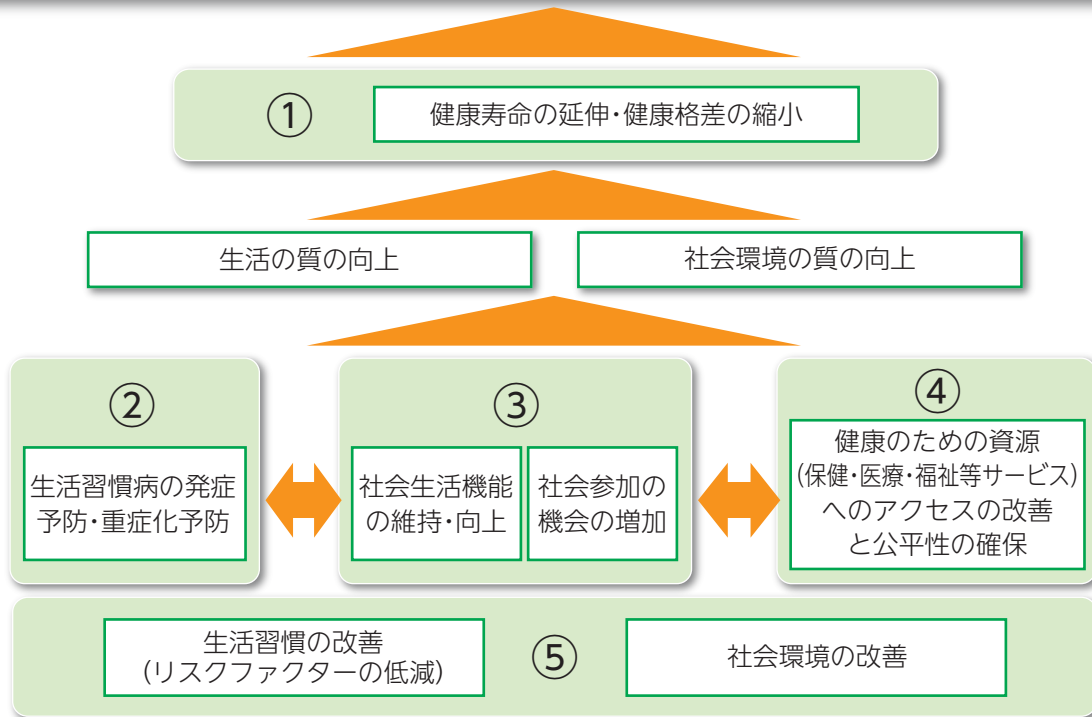 ①
健康寿命の延伸・健康格差の縮小
生活の質の向上
社会環境の質の向上
②
生活習慣病の発症
予防・重症化予防
③
社会生活機能
の維持・向上
社会参加の
機会の増加
④
健康のための資源
(保健・医療・福祉等サービス)
へのアクセスの改善
と公平性の確保
生活習慣の改善
(リスクファクターの低減)
⑤
社会環境の改善